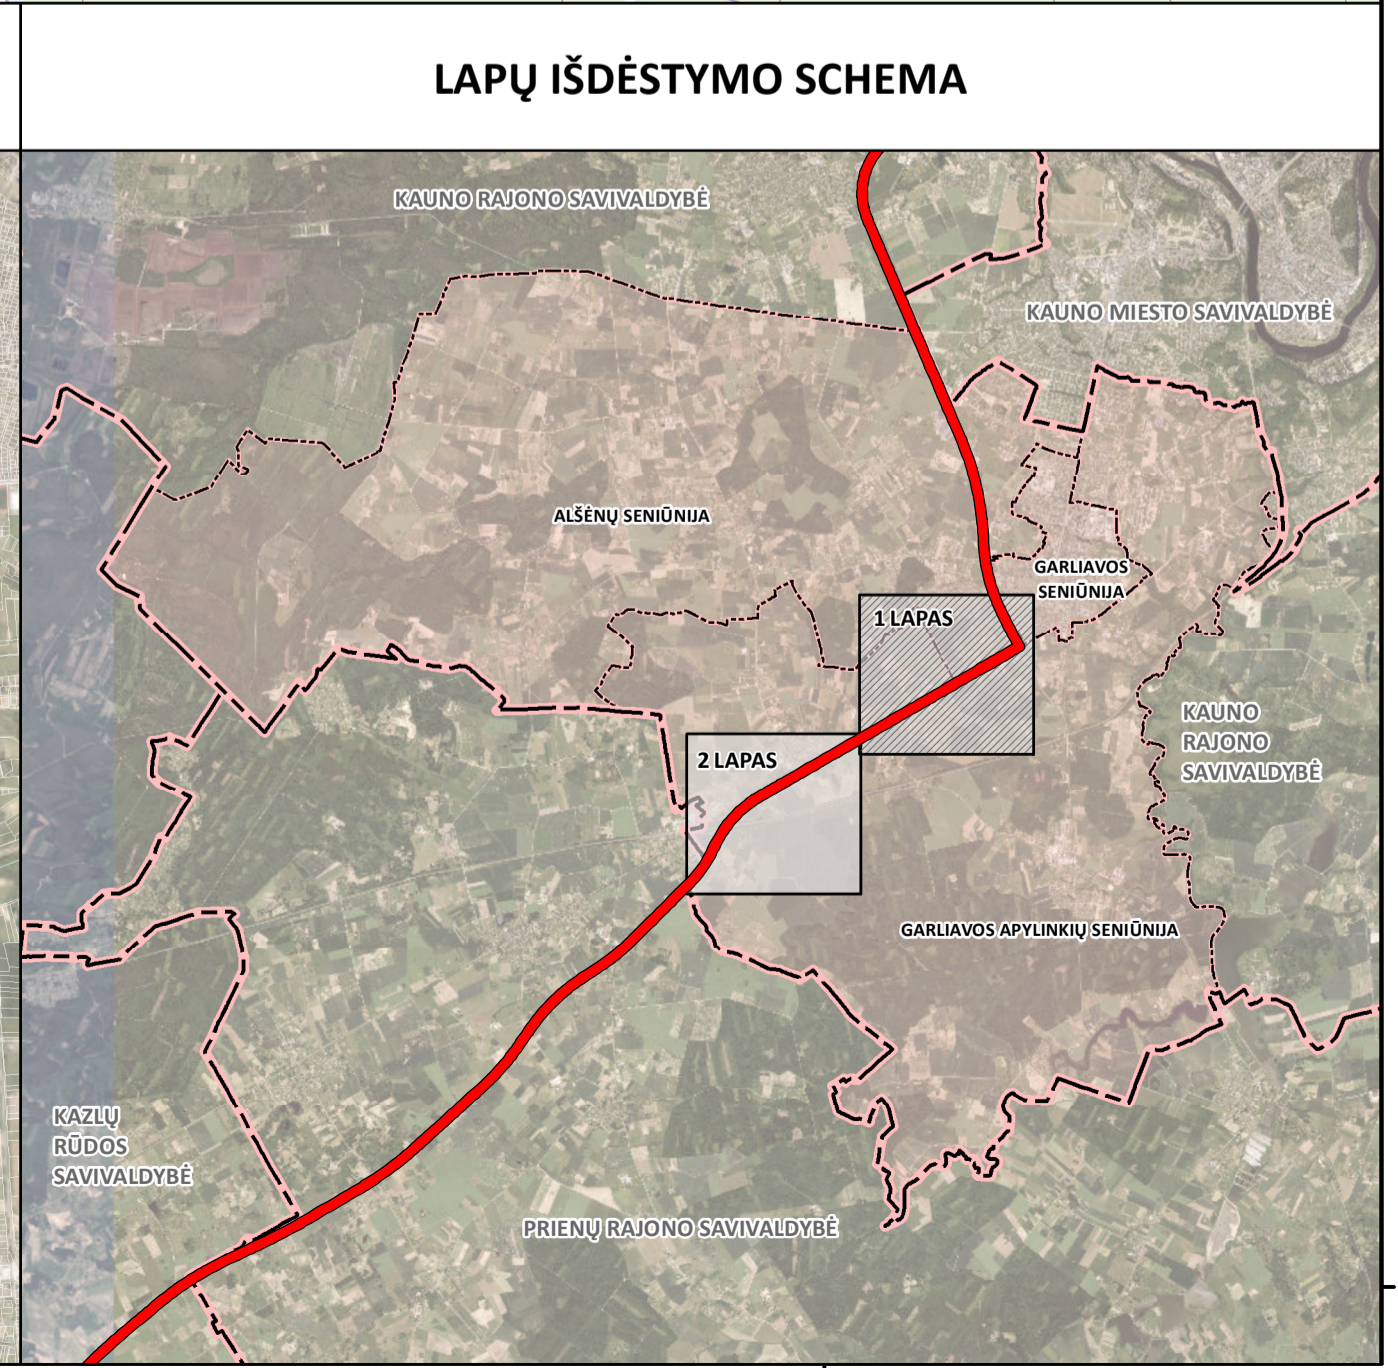 LAPŲ IŠDĖSTYMO SCHEMA
KAUNO RAJONO SAVIVALDYBĖ
KAUNO MIESTO SAVIVALDYBĖ
ALŠĖNŲ SENIŪNIJA
GARLIAVOS
SENIŪNIJA
1 LAPAS
KAUNO
RAJONO
SAVIVALDYBĖ
2 LAPAS
GARLIAVOS APYLINKIŲ SENIŪNIJA
KAZLŲ
RŪDOS
SAVIVALDYBĖ
PRIENŲ RAJONO SAVIVALDYBĖ